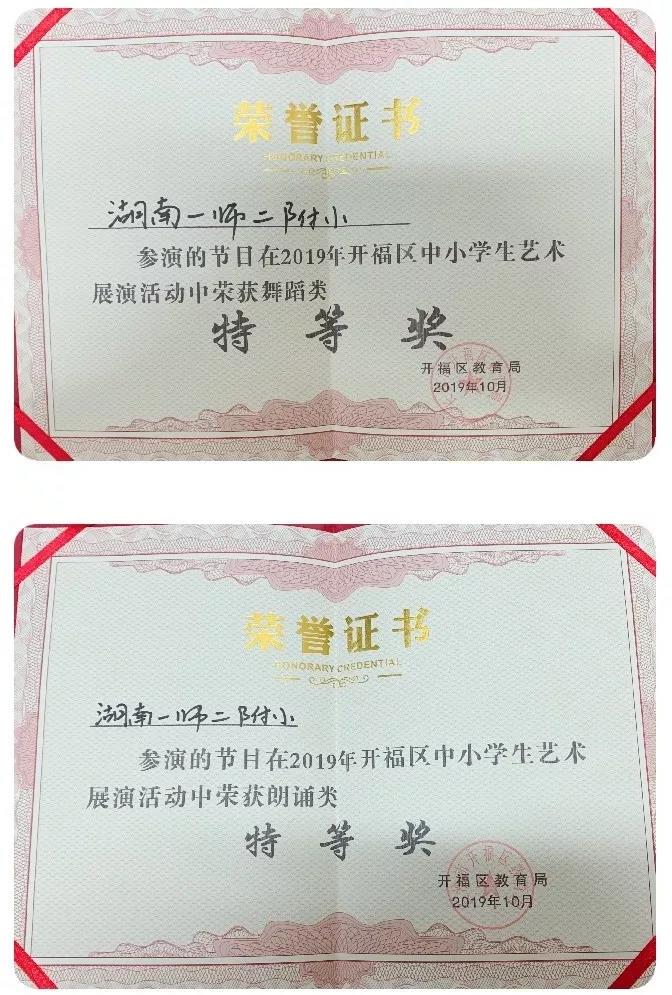 荣誉证书
HONORARY CREDENTIAL
湖南一师二附小
参演的节目在2019年开福区中小学生艺术
展演活动中荣获舞蹈类
特等奖
开福区教育局
2019年10月
荣誉证书
HONORARY CREDENTIAL
湖南一师二附小
参演的节目在2019年开福区中小学生艺术
展演活动中荣获朗诵类
特等奖
开福区教育局
2019年10月